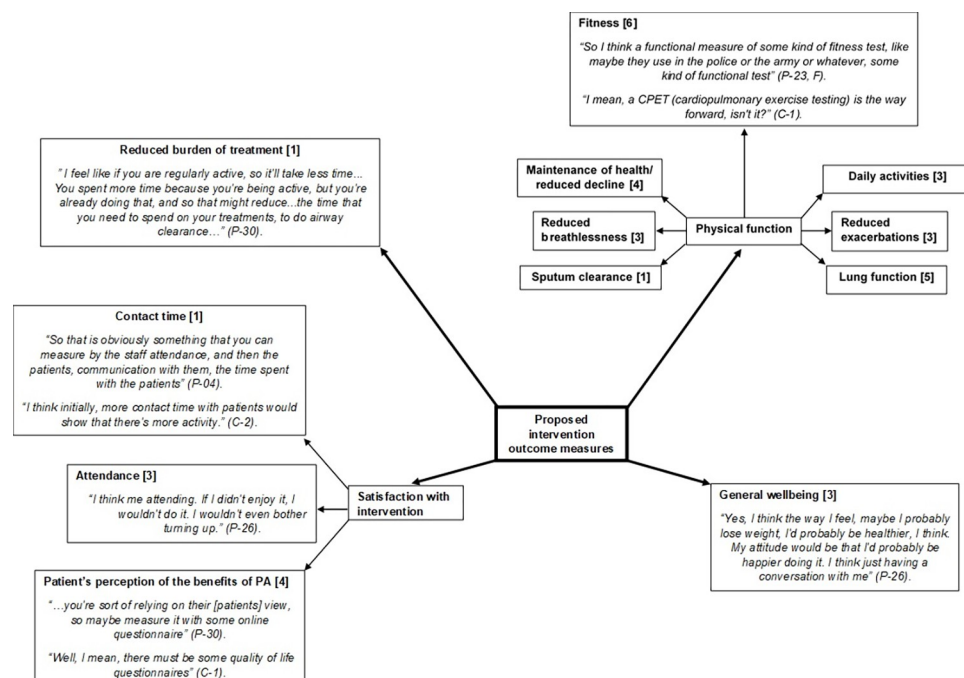 Fitness [6]
“So I think a functional measure of some kind of fitness test, like
maybe they use in the police or the army or whatever, some
kind of functional test” (P-23, F).
“I mean, a CPET (cardiopulmonary exercise testing) is the way
forward, isn't it?” (C-1).
Reduced burden of treatment [1]
“ I feel like if you are regularly active, so it'll take less time...
You spent more time because you're being active, but you're
already doing that, and so that might reduce...the time that
you need to spend on your treatments, to do airway
clearance…” (P-30).
Maintenance of health/
reduced decline [4]
Daily activities [3]
Reduced
breathlessness [3]
Physical function
Reduced
exacerbations [3]
Sputum clearance [1]
Lung function [5]
Contact time [1]
“So that is obviously something that you can
measure by the staff attendance, and then the
patients, communication with them, the time spent
with the patients” (P-04).
“I think initially, more contact time with patients would
show that there's more activity.” (C-2).
Proposed
intervention
outcome measures
Attendance [3]
“I think me attending. If I didn't enjoy it, I
wouldn't do it. I wouldn't even bother
turning up.” (P-26).
Satisfaction with
intervention
General wellbeing [3]
“Yes, I think the way I feel, maybe I probably
lose weight, I'd probably be healthier, I think.
My attitude would be that I'd probably be
happier doing it. I think just having a
conversation with me” (P-26).
Patient's perception of the benefits of PA [4]
“…you're sort of relying on their [patients] view,
so maybe measure it with some online
questionnaire” (P-30).
“Well, I mean, there must be some quality of life
questionnaires” (C-1).